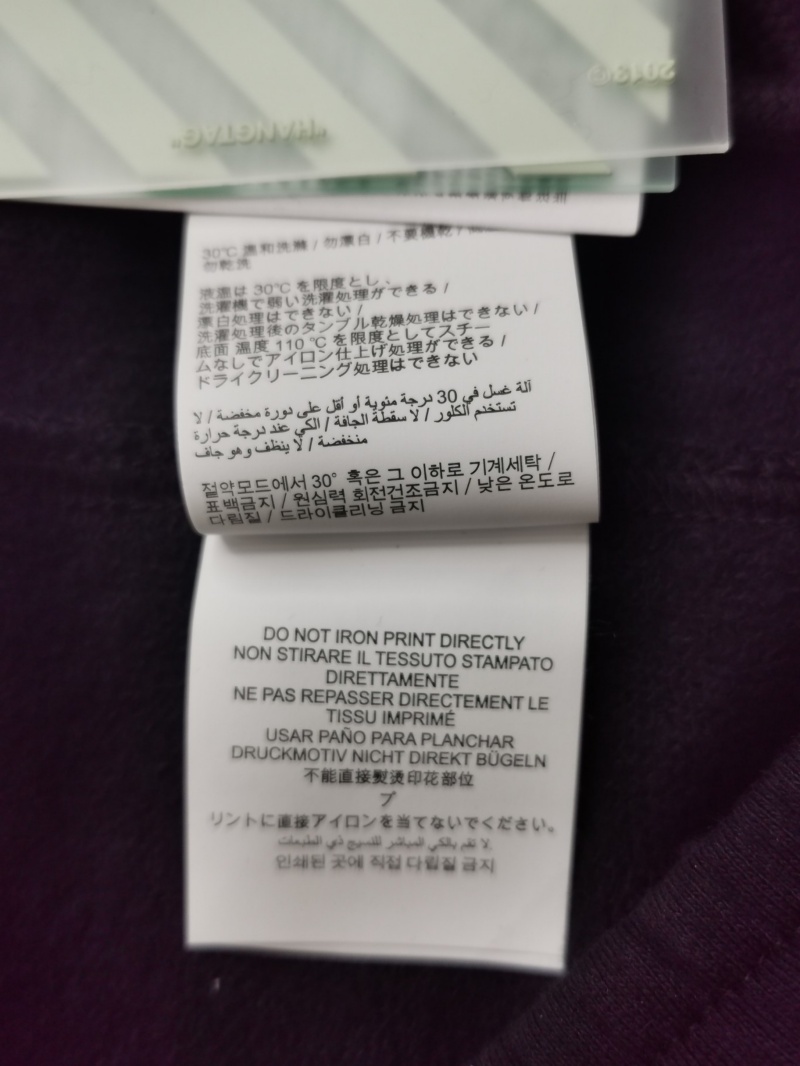 2013©
"HANGTAG"
30℃ 溫和洗滌 / 勿漂白 / 不要機乾 /
勿乾洗
液温は 30℃ を限度とし、
洗濯機で弱い洗濯処理ができる /
漂白処理はできない /
洗濯処理後のタンブル乾燥処理はできない /
底面 温度 110 ℃ を限度としてスチー
ムなしでアイロン仕上げ処理ができる /
ドライクリーニング処理はできない
آلة غسل في 30 درجة مئوية أو أقل على دورة مخفضة / لا
تستخدم الكلور / لا سقطة الجافة / الكي عند درجة حرارة
منخفضة / لا ينظف وهو جاف
절약모드에서 30° 혹은 그 이하로 기계세탁 /
표백금지 / 원심력 회전건조금지 / 낮은 온도로
다림질 / 드라이클리닝 금지
DO NOT IRON PRINT DIRECTLY
NON STIRARE IL TESSUTO STAMPATO
DIRETTAMENTE
NE PAS REPASSER DIRECTEMENT LE
TISSU IMPRIMÉ
USAR PAÑO PARA PLANCHAR
DRUCKMOTIV NICHT DIREKT BÜGELN
不能直接熨烫印花部位
プ
リントに直接アイロンを当てないでください。
لا تقم بالكي المباشر للنسيج ذي الطبعات.
인쇄된 곳에 직접 다림질 금지